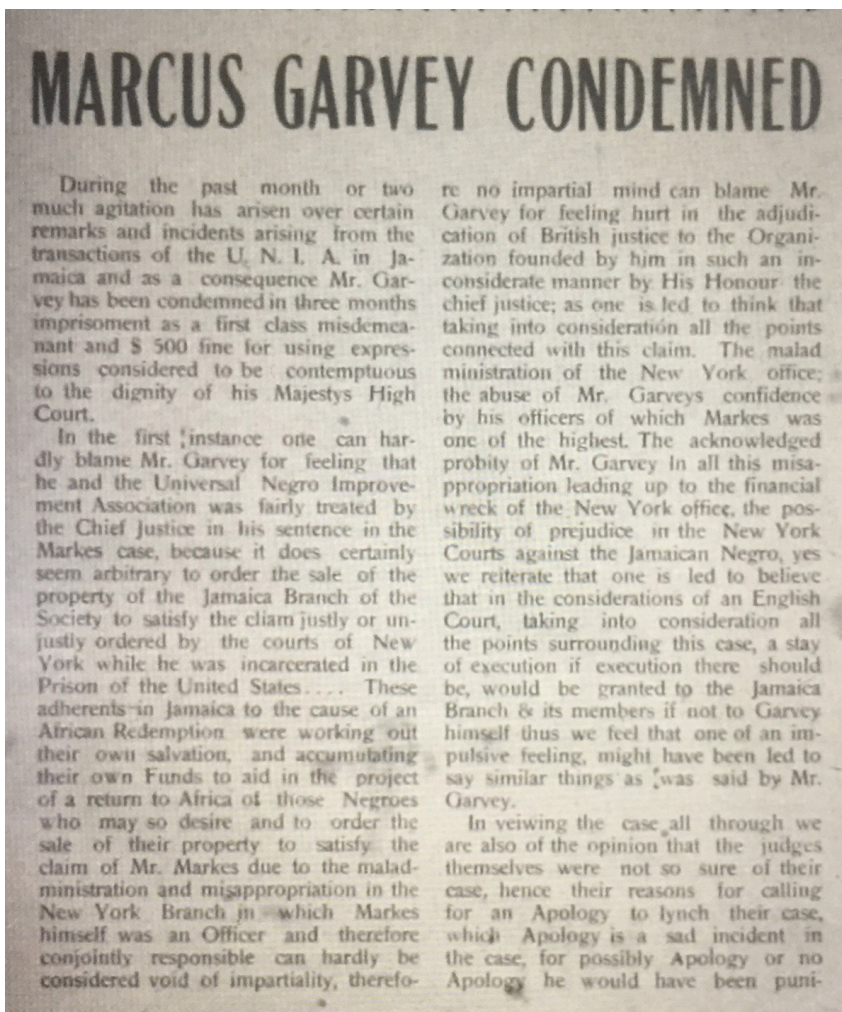 MARCUS GARVEY CONDEMNED
During the past month or two
much agitation has arisen over certain
remarks and incidents arising from the
transactions of the U. N. I. A. in Ja-
maica and as a consequence Mr. Gar-
vey has been condemned in three months
imprisoment as a first class misdemea-
nant and $ 500 fine for using expres-
sions considered to be contemptuous
to the dignity of his Majestys High
Court.
In the first instance one can har-
dly blame Mr. Garvey for feeling that
he and the Universal Negro Improve-
ment Association was fairly treated by
the Chief Justice in his sentence in the
Markes case, because it does certainly
seem arbitrary to order the sale of the
property of the Jamaica Branch of the
Society to satisfy the cliam justly or un-
justly ordered by the courts of New
York while he was incarcerated in the
Prison of the United States.... These
adherents in Jamaica to the cause of an
African Redemption were working out
their own salvation, and accumulating
their own Funds to aid in the project
of a return to Africa of those Negroes
who may so desire and to order the
sale of their property to satisfy the
claim of Mr. Markes due to the malad-
ministration and misappropriation in the
New York Branch in which Markes
himself was an Officer and therefore
conjointly responsible can hardly be
considered void of impartiality, therefo-
re no impartial mind can blame Mr.
Garvey for feeling hurt in the adjudi-
cation of British justice to the Organi-
zation founded by him in such an in-
considerate manner by His Honour the
chief justice; as one is led to think that
taking into consideration all the points
connected with this claim. The malad
ministration of the New York office;
the abuse of Mr. Garveys confidence
by his officers of which Markes was
one of the highest. The acknowledged
probity of Mr. Garvey In all this misa-
ppropriation leading up to the financial
wreck of the New York office, the pos-
sibility of prejudice in the New York
Courts against the Jamaican Negro, yes
we reiterate that one is led to believe
that in the considerations of an English
Court, taking into consideration all
the points surrounding this case, a stay
of execution if execution there should
be, would be granted to the Jamaica
Branch & its members if not to Garvey
himself thus we feel that one of an im-
pulsive feeling, might have been led to
say similar things as was said by Mr.
Garvey.
In veiwing the case all through we
are also of the opinion that the judges
themselves were not so sure of their
case, hence their reasons for calling
for an Apology to lynch their case,
which Apology is a sad incident in
the case, for possibly Apology or no
Apology he would have been puni-